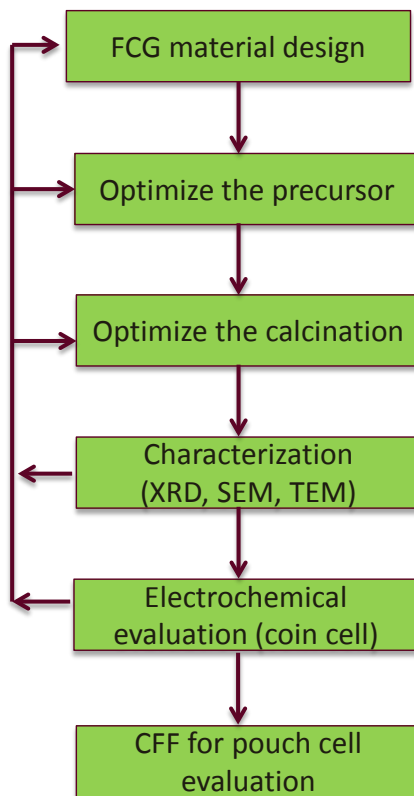 FCG material design
Optimize the precursor
Optimize the calcination
Characterization
(XRD, SEM, TEM)
Electrochemical
evaluation (coin cell)
CFF for pouch cell
evaluation